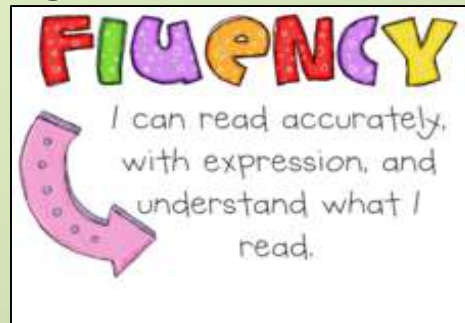 FlueNCY
I can read accurately,
with expression, and
understand what I
read.